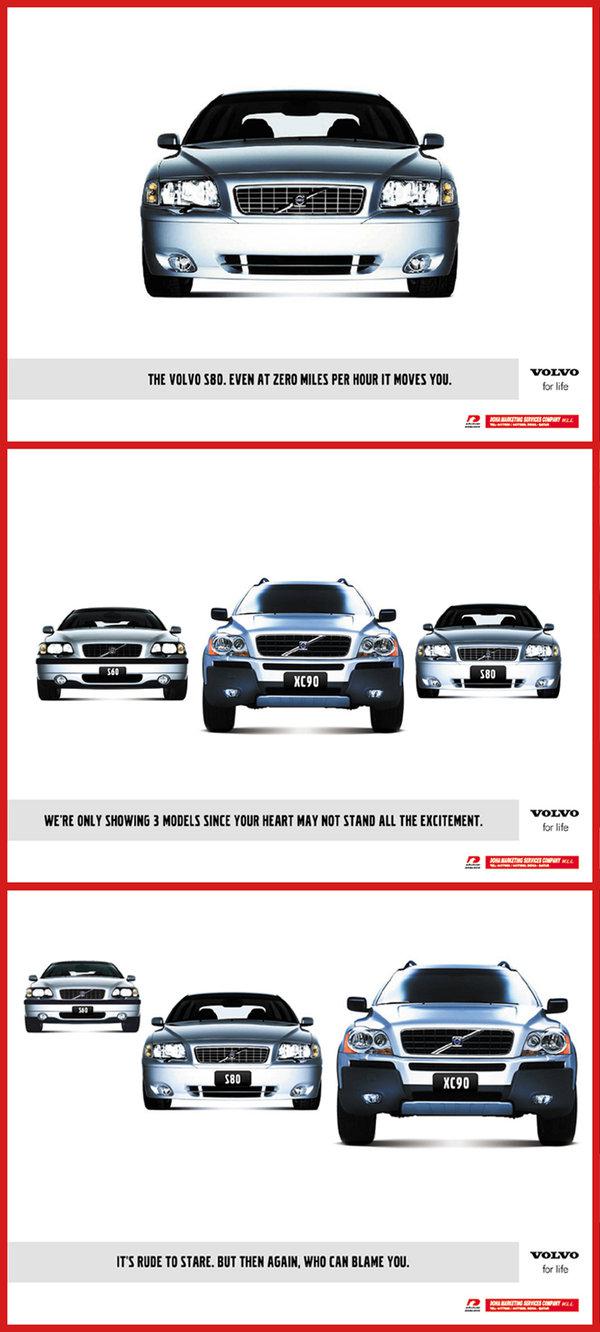 THE VOLVO S80. EVEN AT ZERO MILES PER HOUR IT MOVES YOU.
VOLVO
for life
DOHA MARKETING SERVICES COMPANY W.L.L.
S60
XC90
S80
WE'RE ONLY SHOWING 3 MODELS SINCE YOUR HEART MAY NOT STAND ALL THE EXCITEMENT.
VOLVO
for life
DOHA MARKETING SERVICES COMPANY W.L.L.
S60
S80
XC90
IT'S RUDE TO STARE. BUT THEN AGAIN, WHO CAN BLAME YOU.
VOLVO
for life
DOHA MARKETING SERVICES COMPANY W.L.L.